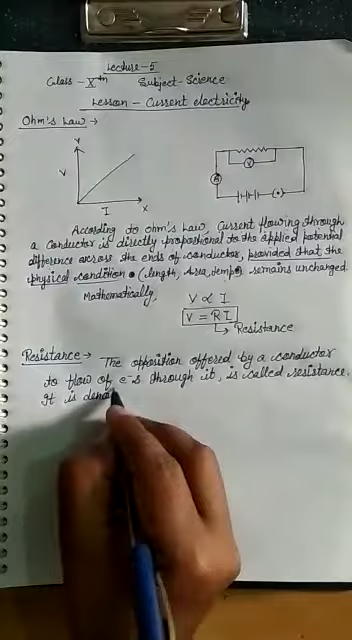 Lecture-5
Class - Xth Subject-Science
Lesson - Current electricity
Ohm's Law →
V
V
I
X
V
A
According to ohm's Law, Current flowing through
a Conductor is directly proportional to the applied potential
difference across the ends of conductor, provided that the
physical condition (length, Area, temp) remains unchanged
Mathematically,
V ∝ I
V = RI
→ Resistance
Resistance → The opposition offered by a conductor
to flow of e-s through it, is called resistance.
It is deno